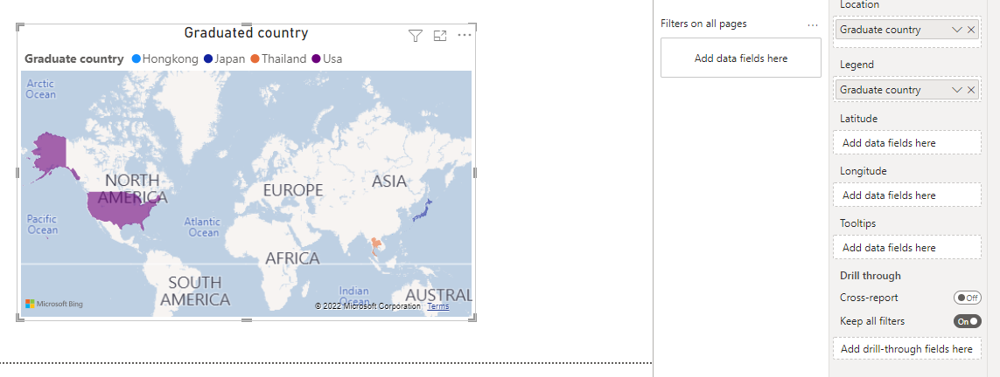 Graduated country
Graduate country Hongkong Japan Thailand Usa
Arctic
Ocean
NORTH
AMERICA
EUROPE
ASIA
Pacific
Ocean
Atlantic
Ocean
AFRICA
SOUTH
AMERICA
Indian
Ocean
AUSTRAL
Microsoft Bing
© 2022 Microsoft Corporation Terms
Filters on all pages
Add data fields here
Location
Graduate country
Legend
Graduate country
Latitude
Add data fields here
Longitude
Add data fields here
Tooltips
Add data fields here
Drill through
Cross-report Off
Keep all filters On
Add drill-through fields here